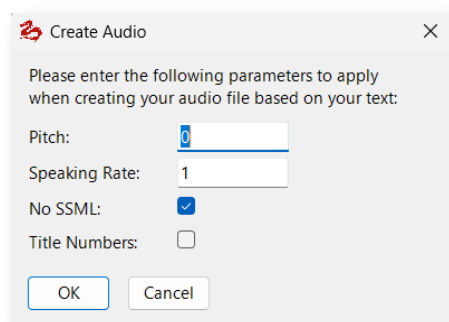 Create Audio
Please enter the following parameters to apply
when creating your audio file based on your text:
Pitch: 0
Speaking Rate: 1
No SSML:
Title Numbers:
OK Cancel